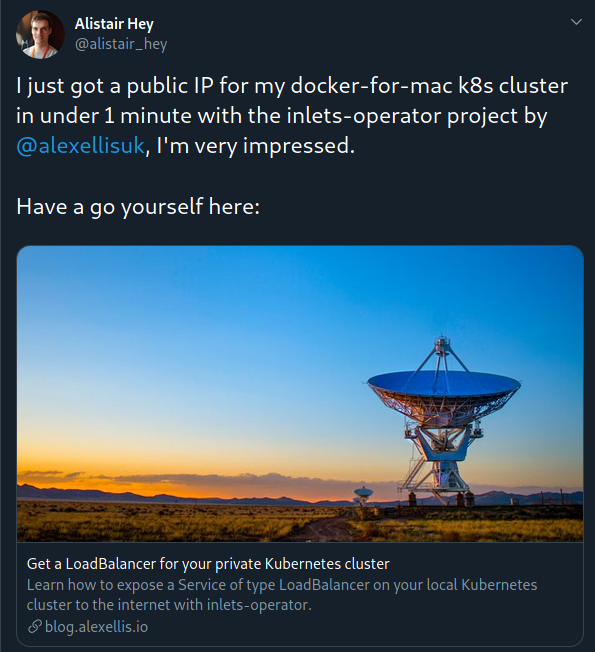 Alistair Hey
@alistair_hey
I just got a public IP for my docker-for-mac k8s cluster
in under 1 minute with the inlets-operator project by
@alexellisuk, I'm very impressed.
Have a go yourself here:
Get a LoadBalancer for your private Kubernetes cluster
Learn how to expose a Service of type LoadBalancer on your local Kubernetes
cluster to the internet with inlets-operator.
blog.alexellis.io